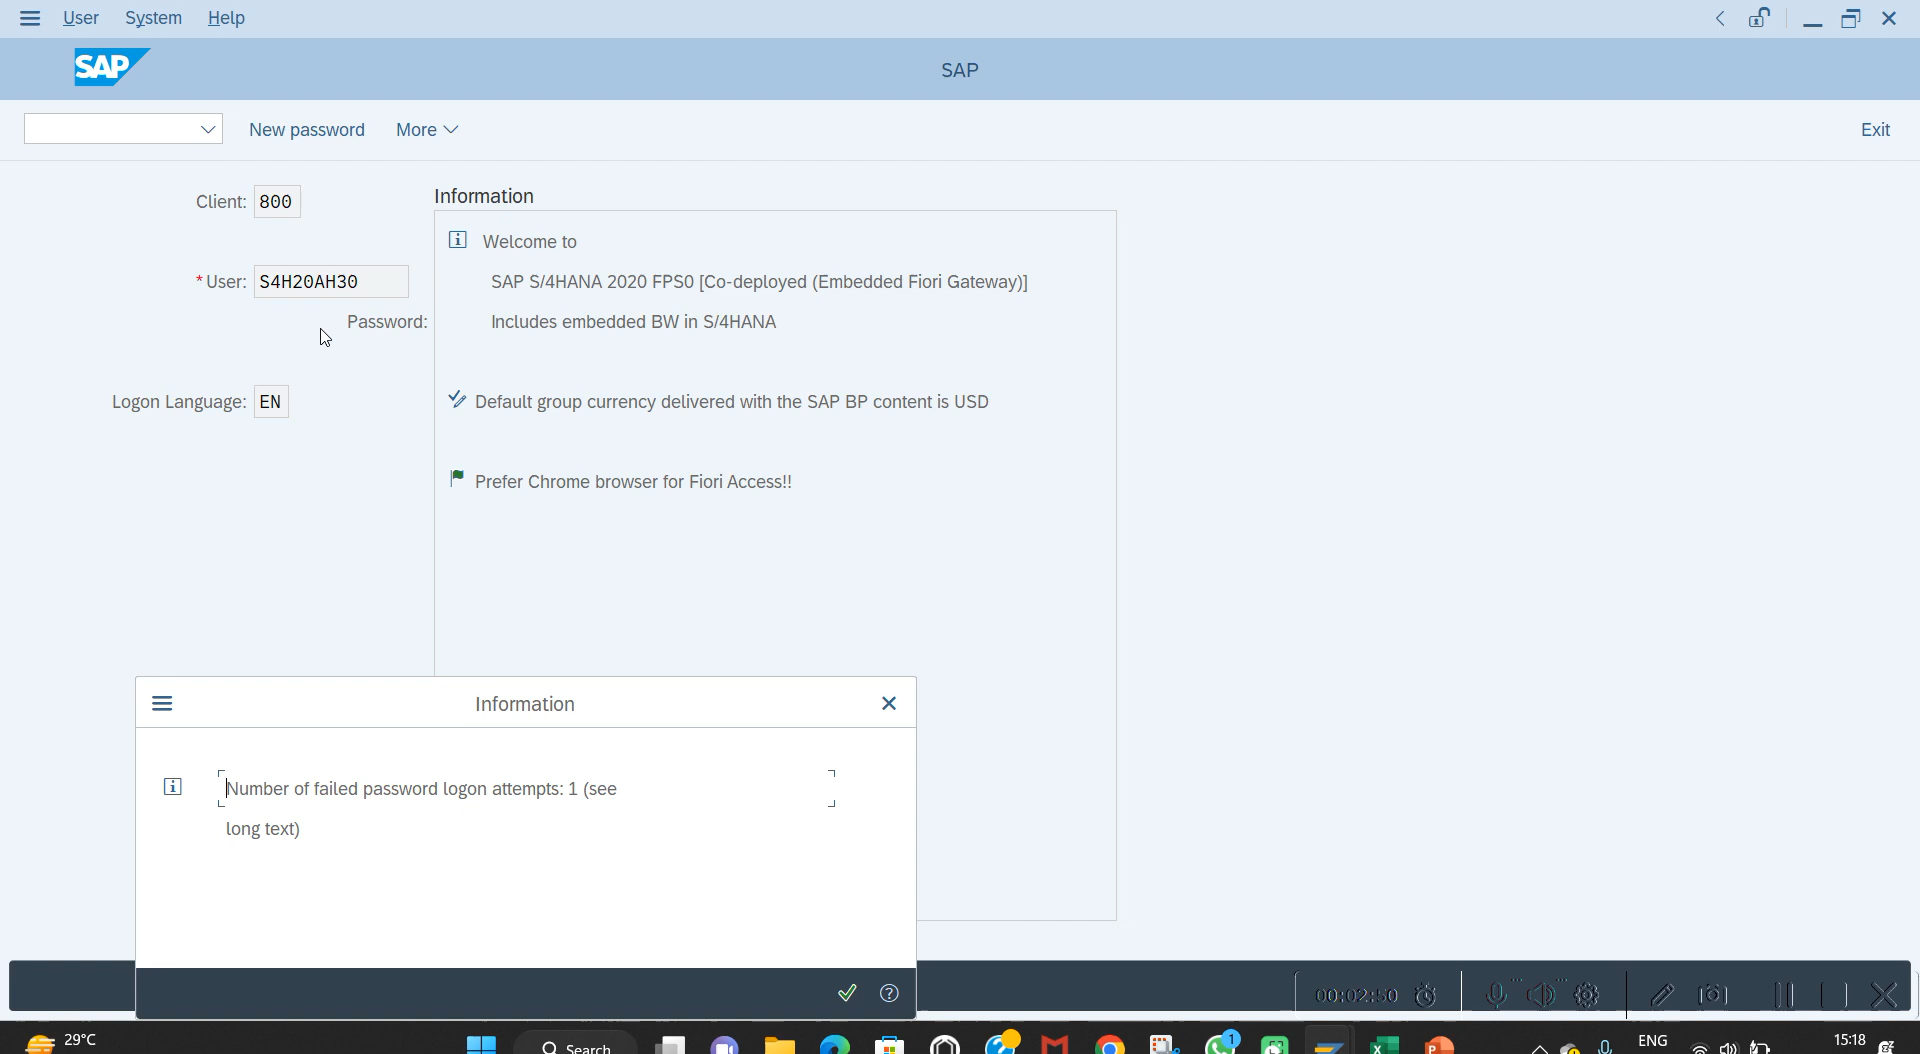 User System Help
SAP
SAP
New password More
Exit
Client: 800
Information
Welcome to
* User: S4H20AH30
SAP S/4HANA 2020 FPS0 [Co-deployed (Embedded Fiori Gateway)]
Password:
Includes embedded BW in S/4HANA
Logon Language: EN
Default group currency delivered with the SAP BP content is USD
Prefer Chrome browser for Fiori Access!!
Information
Number of failed password logon attempts: 1 (see
long text)
00:02:50
29°C
Search
1
ENG
15:18